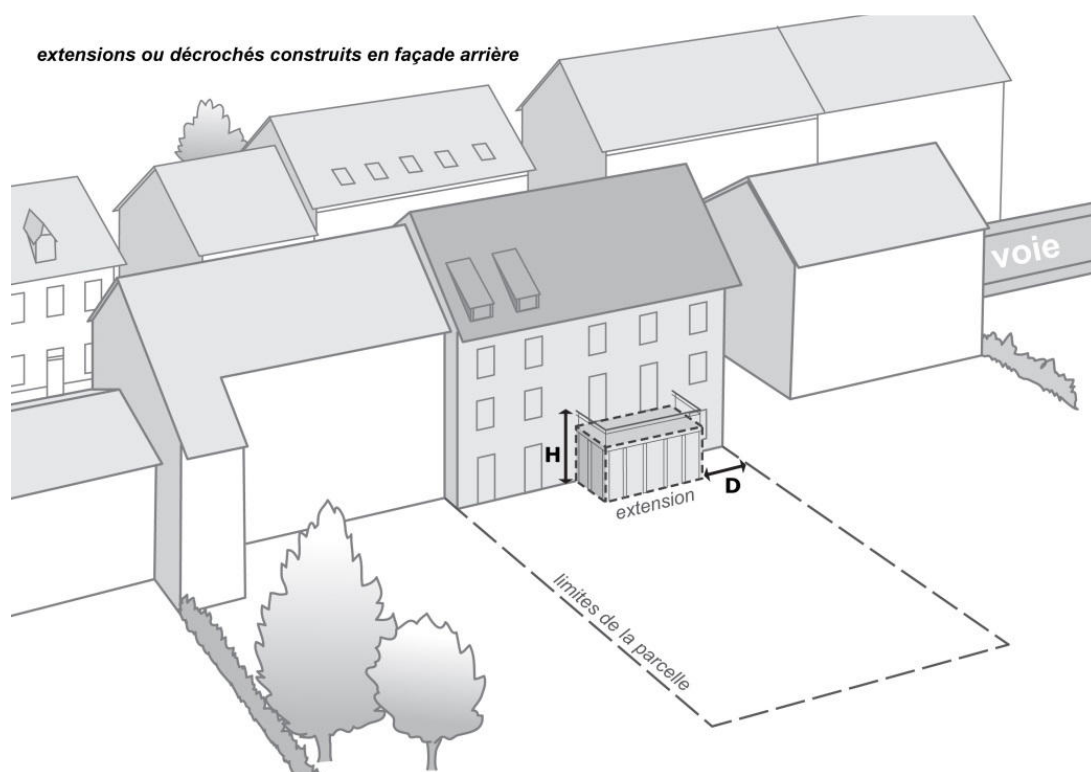 extensions ou décrochés construits en façade arrière
voie
H
D
extension
limites de la parcelle